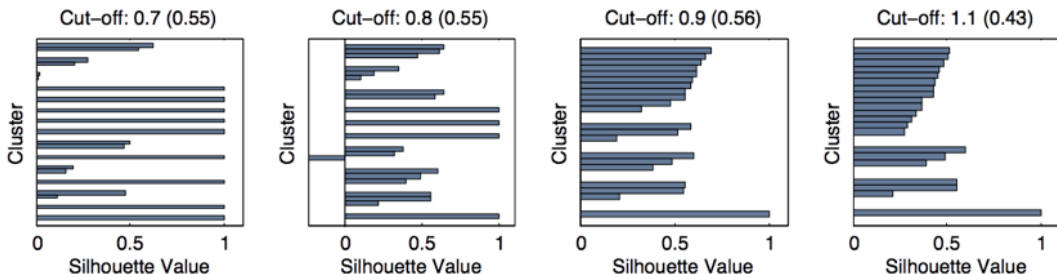 Cut-off: 0.7 (0.55)
Cluster
0 0.5 1
Silhouette Value
Cut-off: 0.8 (0.55)
Cluster
0 0.5 1
Silhouette Value
Cut-off: 0.9 (0.56)
Cluster
0 0.5 1
Silhouette Value
Cut-off: 1.1 (0.43)
Cluster
0 0.5 1
Silhouette Value